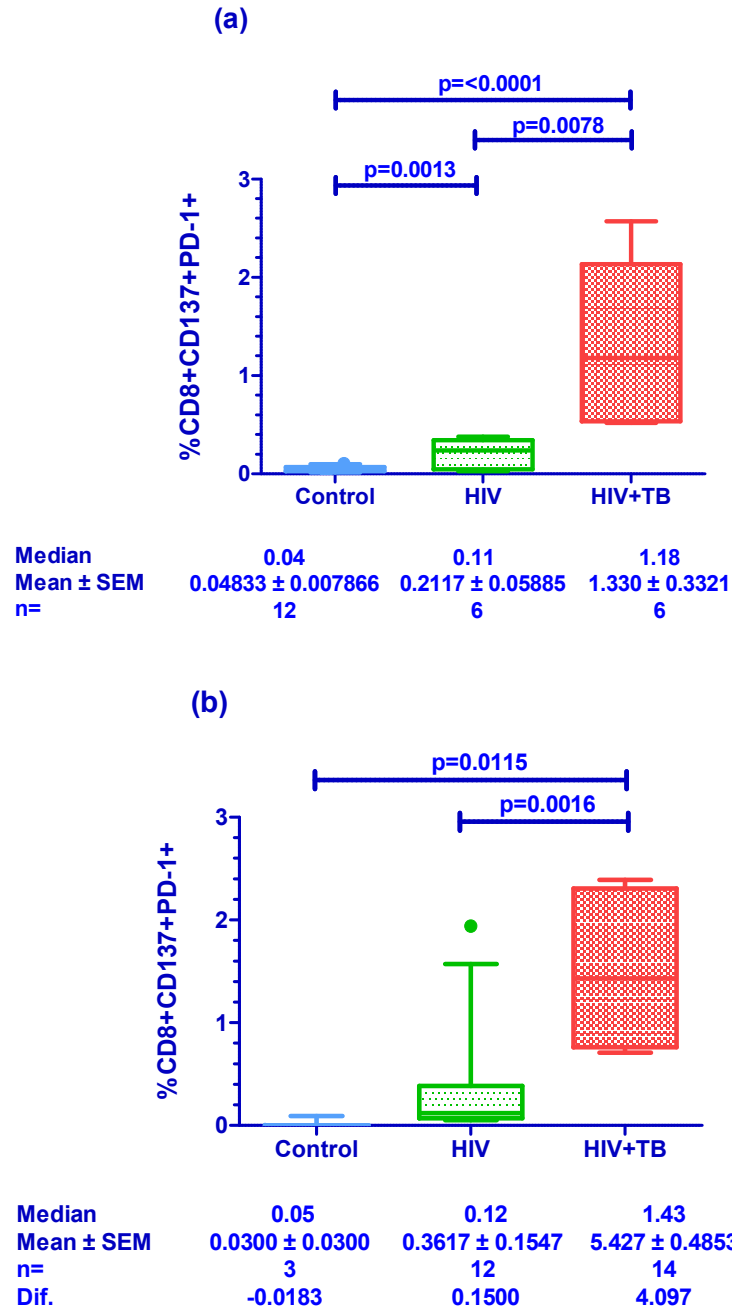 (a)
p=<0.0001
p=0.0078
p=0.0013
%CD8+CD137+PD-1+
3
2
1
0
Control HIV HIV+TB
Median 0.04 0.11 1.18
Mean ± SEM 0.04833 ± 0.007866 0.2117 ± 0.05885 1.330 ± 0.3321
n= 12 6 6
(b)
p=0.0115
p=0.0016
%CD8+CD137+PD-1+
3
2
1
0
Control HIV HIV+TB
Median 0.05 0.12 1.43
Mean ± SEM 0.0300 ± 0.0300 0.3617 ± 0.1547 5.427 ± 0.4853
n= 3 12 14
Dif. -0.0183 0.1500 4.097